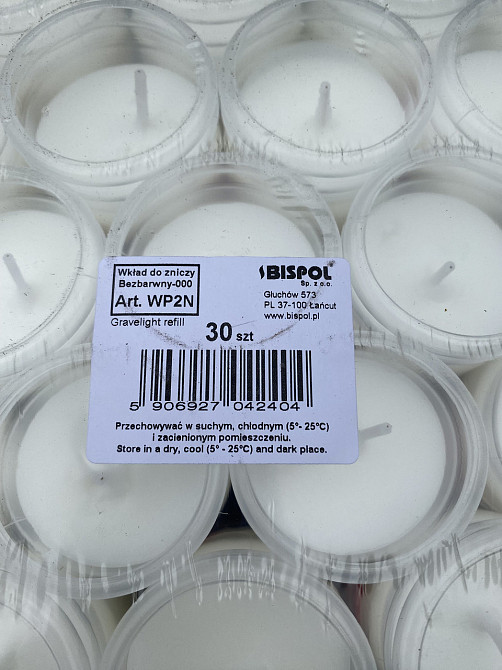 Wkład do zniczy
Bezbarwny-000
Art. WP2N
Gravelight refill
BISPOL
Sp. z o.o.
Głuchów 573
PL 37-100 Łańcut
www.bispol.pl
30 szt
5 906927 042404
Przechowywać w suchym, chłodnym (5°- 25°C)
i zacienionym pomieszczeniu.
Store in a dry, cool (5° - 25°C) and dark place.